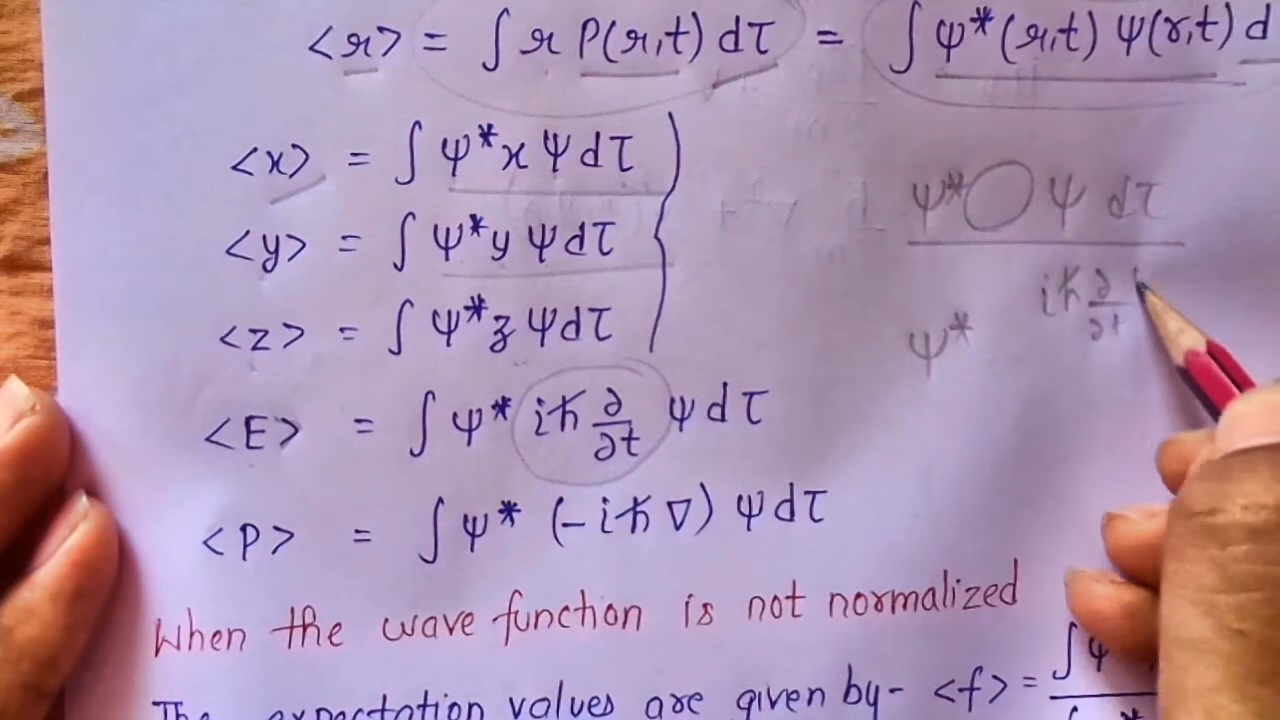 <r> = ∫ r P(r,t) dτ = ∫ ψ*(r,t) ψ(r,t) d
<x> = ∫ ψ* x ψ dτ
<y> = ∫ ψ* y ψ dτ
<z> = ∫ ψ* z ψ dτ
<E> = ∫ ψ* iħ ∂/∂t ψ dτ
<P> = ∫ ψ* (-iħ∇) ψ dτ
ψ* ψ dτ
ψ* iħ ∂/∂t
When the wave function is not normalized
The expectation values are given by- <f> = ∫ψ